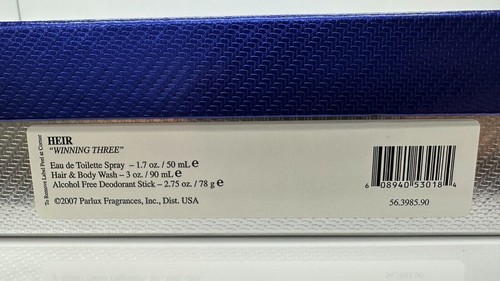 To Remove Label Peel at Corner
HEIR
"WINNING THREE"
Eau de Toilette Spray – 1.7 oz. / 50 mL ℮
Hair & Body Wash – 3 oz. / 90 mL ℮
Alcohol Free Deodorant Stick – 2.75 oz. / 78 g ℮
©2007 Parlux Fragrances, Inc., Dist. USA
6 08940 53018 4
56.3985.90